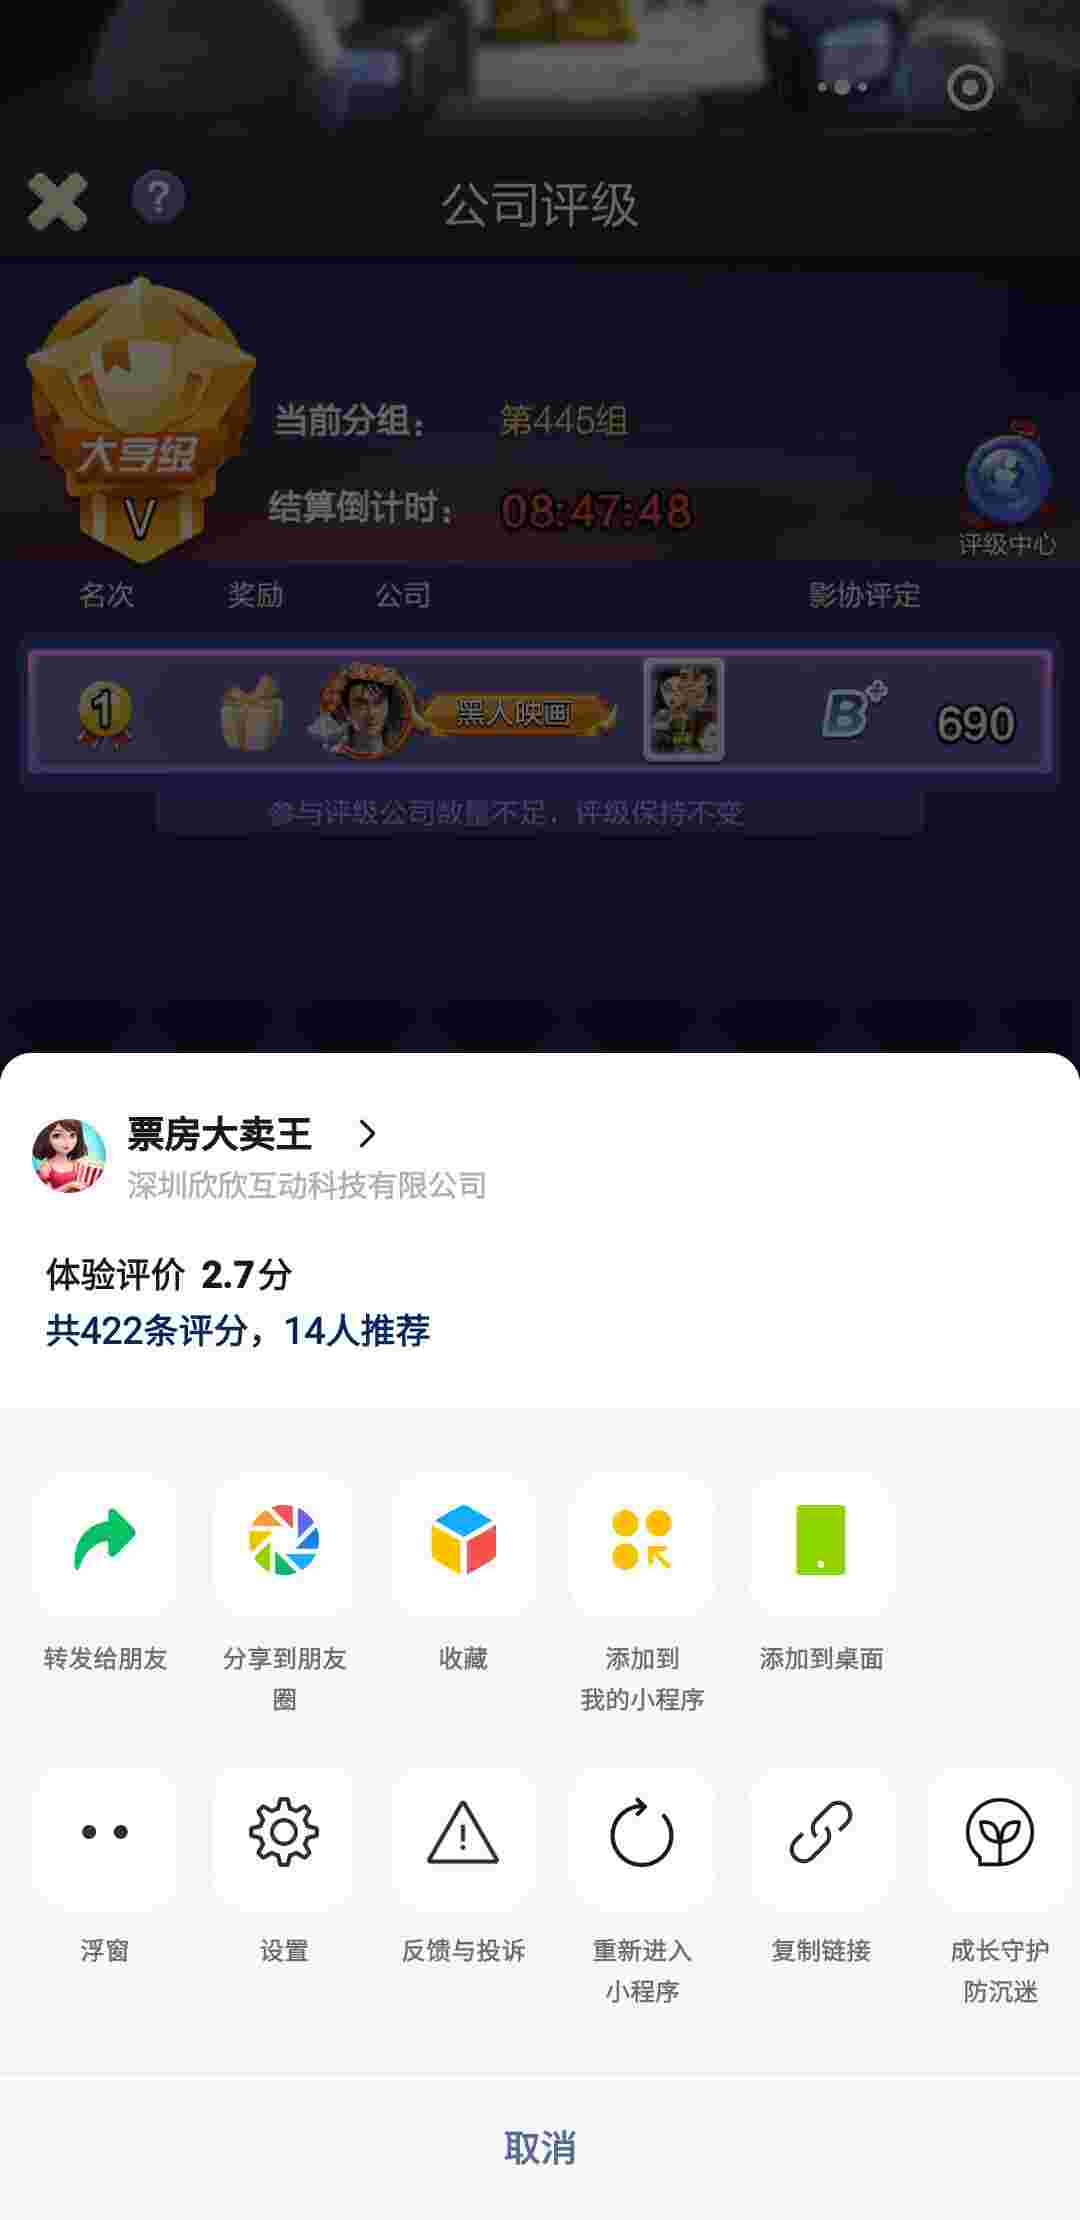 公司评级
?
大亨级
V
当前分组： 第445组
结算倒计时： 08:47:48
评级中心
名次 奖励 公司 影协评定
1 黑人映画 B+ 690
参与评级公司数量不足，评级保持不变
票房大卖王
深圳欣欣互动科技有限公司
体验评价 2.7分
共422条评分，14人推荐
转发给朋友 分享到朋友圈 收藏 添加到我的小程序 添加到桌面
浮窗 设置 反馈与投诉 重新进入小程序 复制链接 成长守护防沉迷
取消